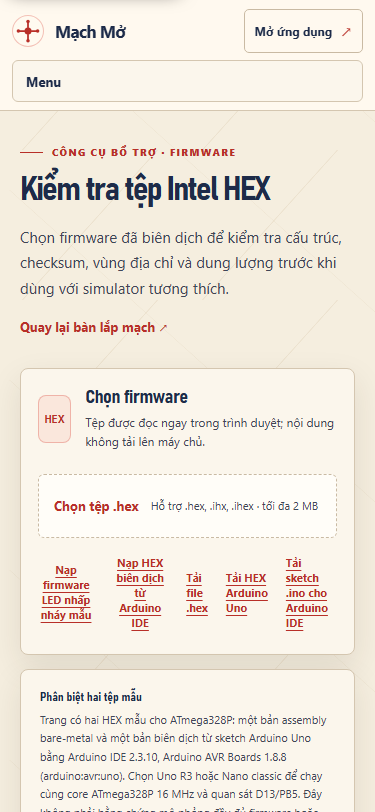 Mạch Mở
Mở ứng dụng ↗
Menu
CÔNG CỤ BỔ TRỢ · FIRMWARE
Kiểm tra tệp Intel HEX
Chọn firmware đã biên dịch để kiểm tra cấu trúc,
checksum, vùng địa chỉ và dung lượng trước khi
dùng với simulator tương thích.
Quay lại bàn lắp mạch ↗
HEX
Chọn firmware
Tệp được đọc ngay trong trình duyệt; nội dung
không tải lên máy chủ.
Chọn tệp .hex Hỗ trợ .hex, .ihx, .ihex · tối đa 2 MB
Nạp
firmware
LED nhấp
nháy mẫu
Nạp HEX
biên dịch
từ
Arduino
IDE
Tải
file
.hex
Tải HEX
Arduino
Uno
Tải
sketch
.ino cho
Arduino
IDE
Phân biệt hai tệp mẫu
Trang có hai HEX mẫu cho ATmega328P: một bản assembly
bare-metal và một bản biên dịch từ sketch Arduino Uno
bằng Arduino IDE 2.3.10, Arduino AVR Boards 1.8.8
(arduino:avr:uno). Chọn Uno R3 hoặc Nano classic để chạy
cùng core ATmega328P 16 MHz và quan sát D13/PB5. Đây